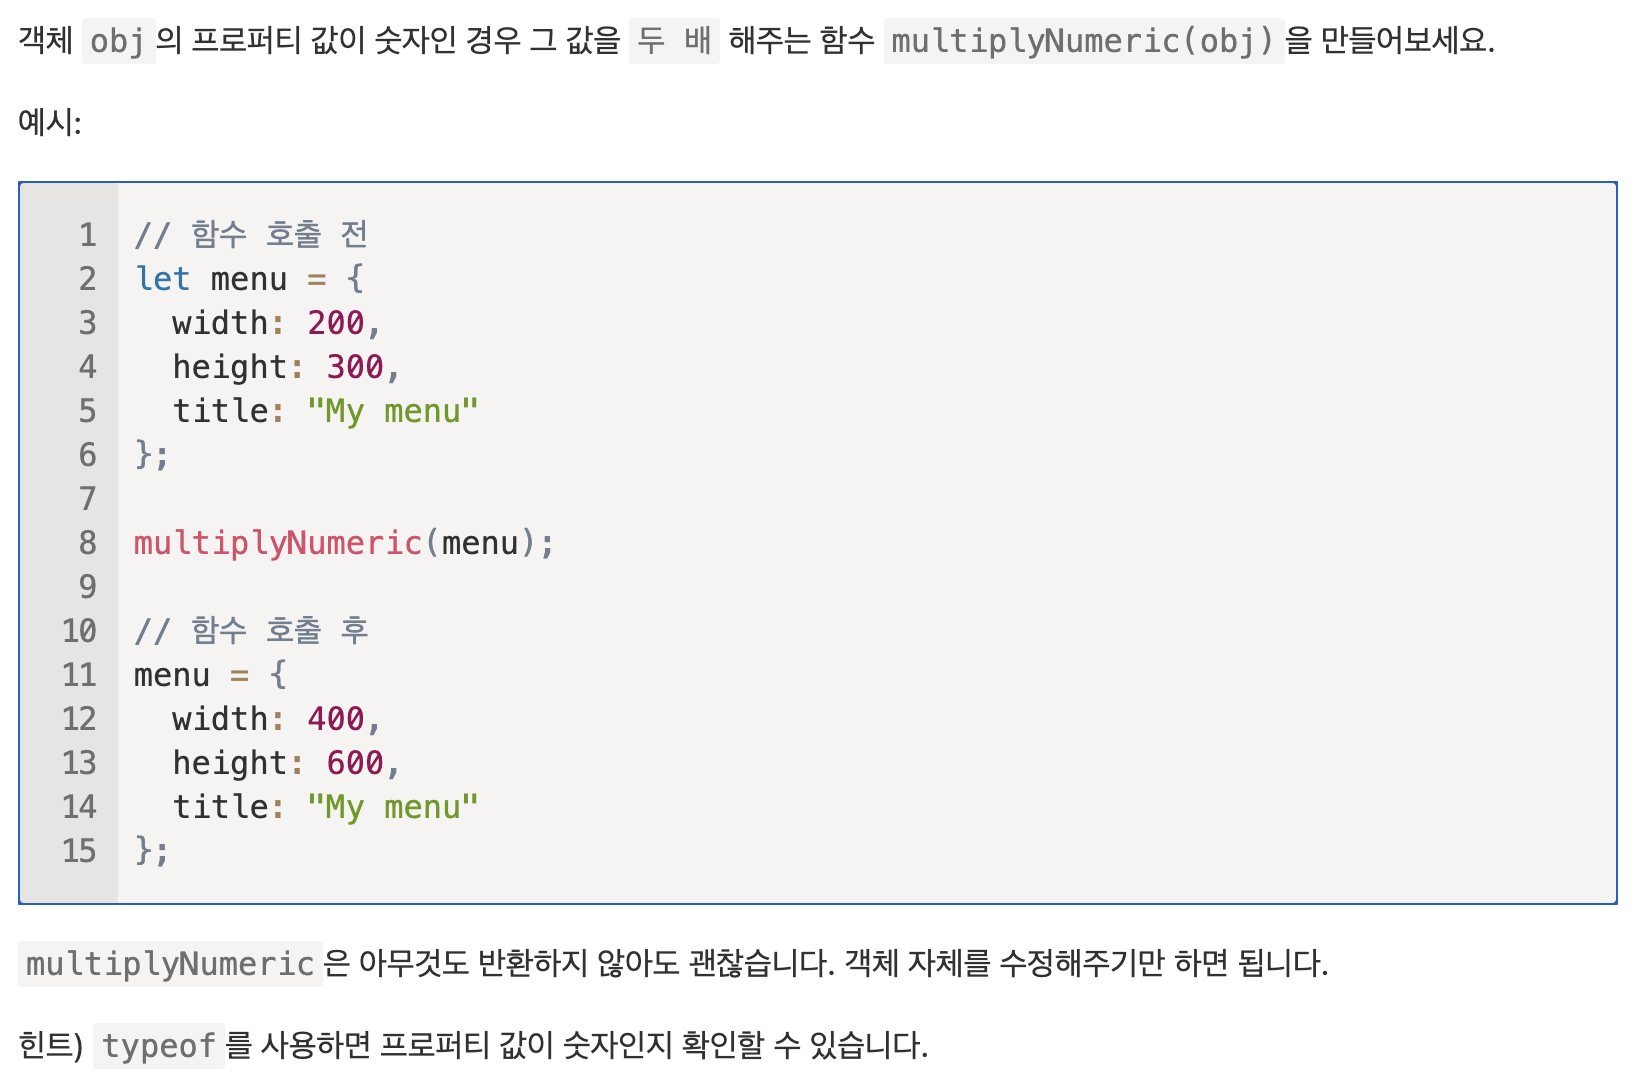 객체 obj의 프로퍼티 값이 숫자인 경우 그 값을 두 배 해주는 함수 multiplyNumeric(obj)을 만들어보세요.
예시:
1 // 함수 호출 전
2 let menu = {
3   width: 200,
4   height: 300,
5   title: "My menu"
6 };
7
8 multiplyNumeric(menu);
9
10 // 함수 호출 후
11 menu = {
12   width: 400,
13   height: 600,
14   title: "My menu"
15 };
multiplyNumeric은 아무것도 반환하지 않아도 괜찮습니다. 객체 자체를 수정해주기만 하면 됩니다.
힌트) typeof를 사용하면 프로퍼티 값이 숫자인지 확인할 수 있습니다.